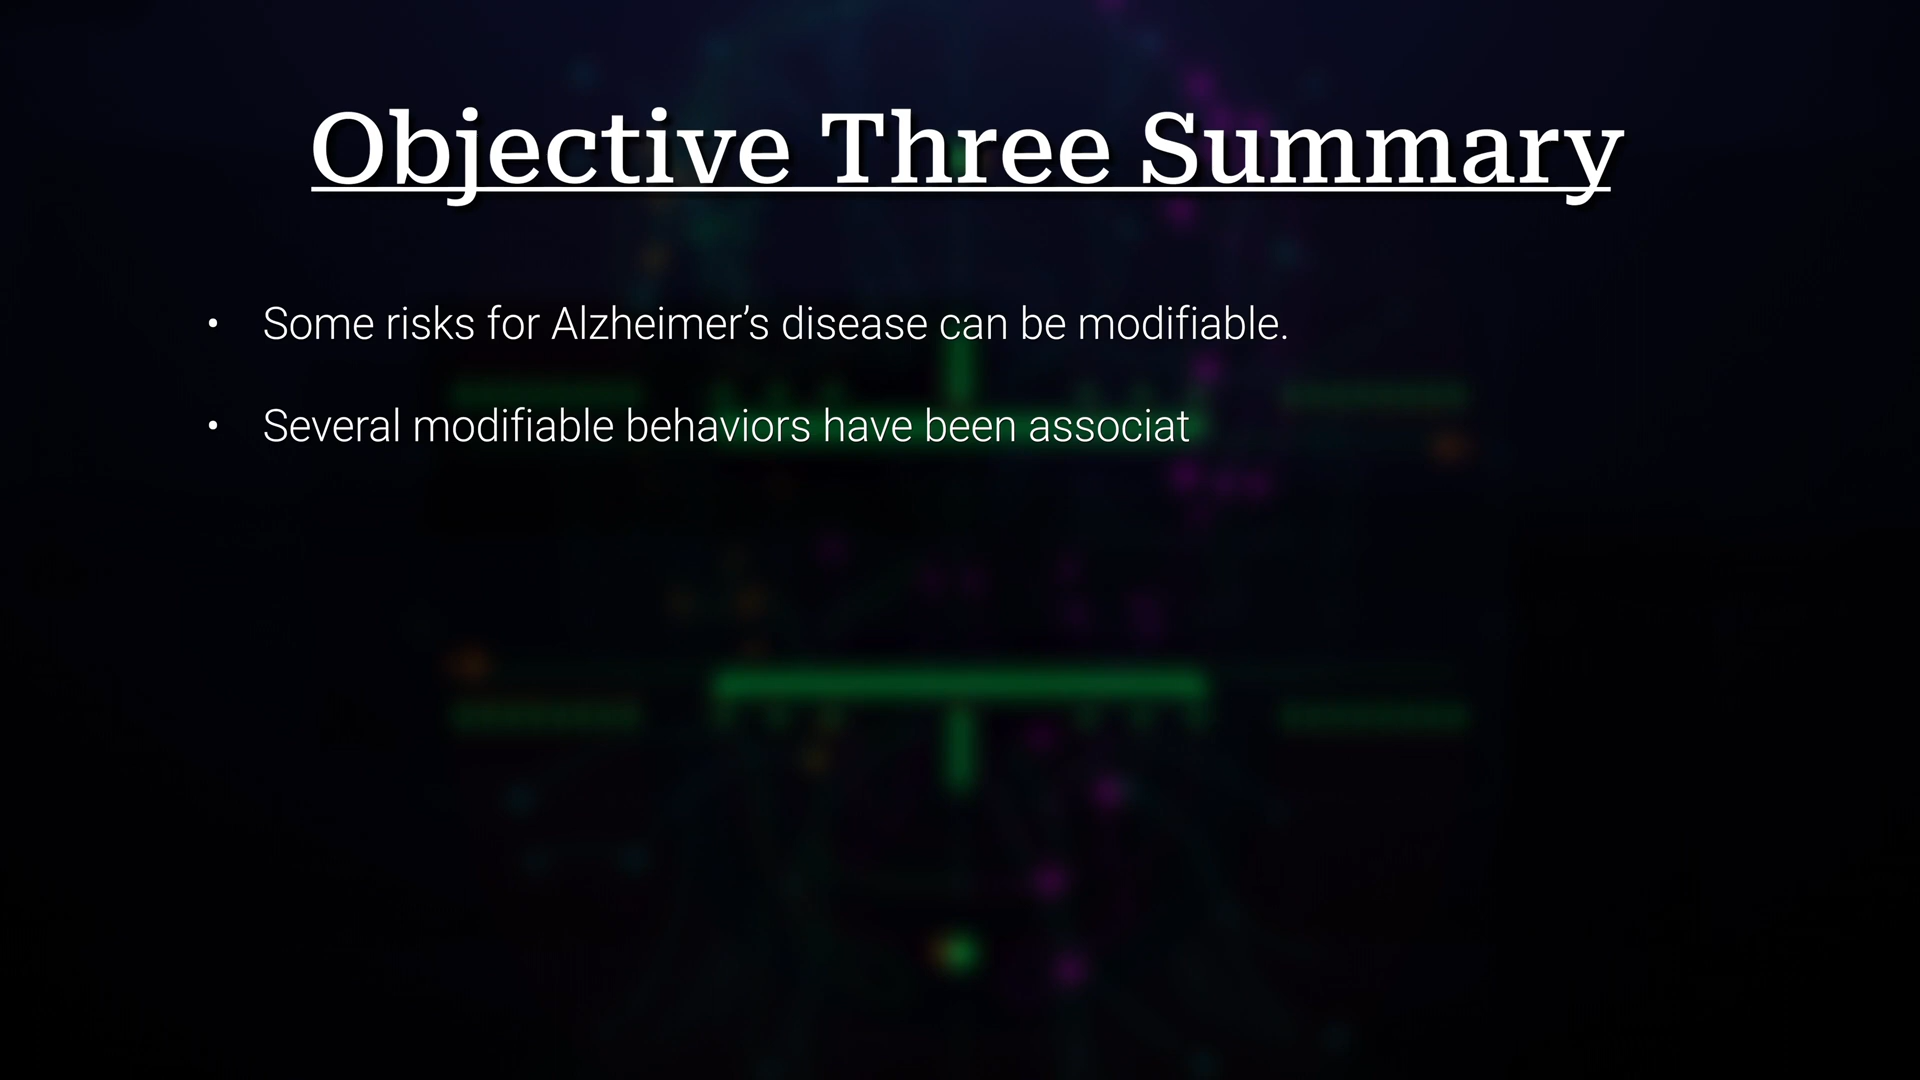 Objective Three Summary
• Some risks for Alzheimer’s disease can be modifiable.
• Several modifiable behaviors have been associat